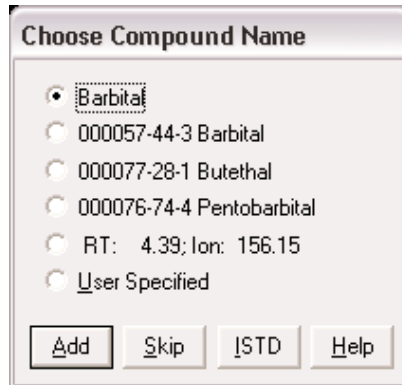 Choose Compound Name
Barbital
000057-44-3 Barbital
000077-28-1 Butethal
000076-74-4 Pentobarbital
RT: 4.39; Ion: 156.15
User Specified
Add Skip ISTD Help